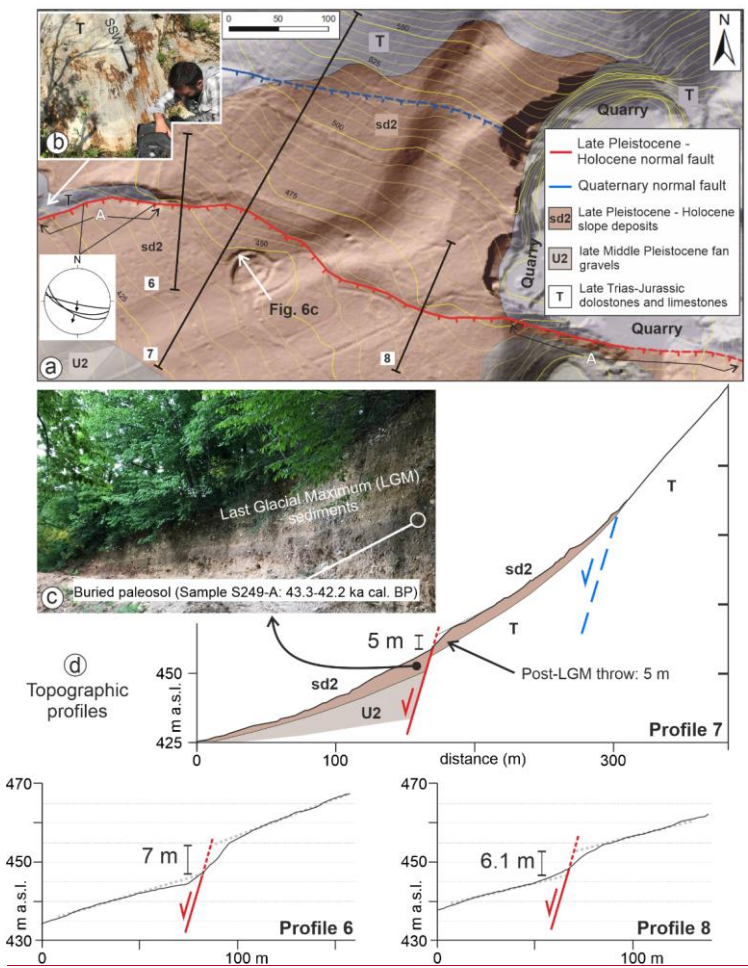 T
SSW
b
0 50 100
N
T
550
525
500
475
450
425
sd2
Quarry
T
T
A
sd2
6
Fig. 6c
7
8
U2
a
Quarry
Quarry
A
N
Late Pleistocene -
Holocene normal fault
Quaternary normal fault
sd2 Late Pleistocene - Holocene
slope deposits
U2 late Middle Pleistocene fan
gravels
T Late Trias-Jurassic
dolostones and limestones
Last Glacial Maximum (LGM)
sediments
c
Buried paleosol (Sample S249-A: 43.3-42.2 ka cal. BP)
d
Topographic
profiles
T
sd2
T
5 m
Post-LGM throw: 5 m
sd2
U2
450
425
m a.s.l.
0 100 distance (m) 300
Profile 7
470
450
430
m a.s.l.
7 m
0 100 m
Profile 6
470
450
430
m a.s.l.
6.1 m
0 100 m
Profile 8